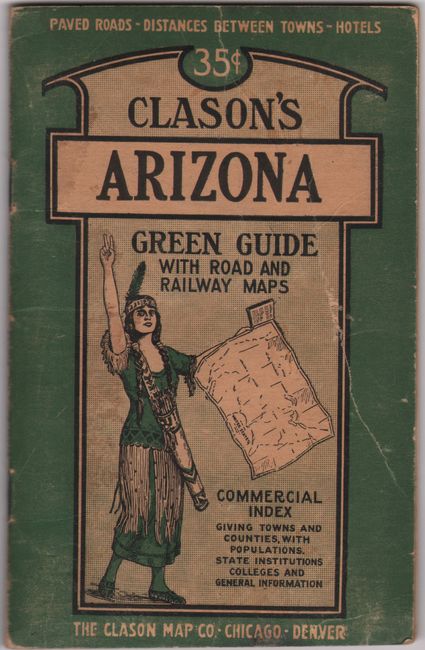 PAVED ROADS - DISTANCES BETWEEN TOWNS - HOTELS
35¢
CLASON'S
ARIZONA
GREEN GUIDE
WITH ROAD AND
RAILWAY MAPS
COMMERCIAL
INDEX
GIVING TOWNS AND
COUNTIES, WITH
POPULATIONS,
STATE INSTITUTIONS
COLLEGES AND
GENERAL INFORMATION
THE CLASON MAP CO. - CHICAGO - DENVER